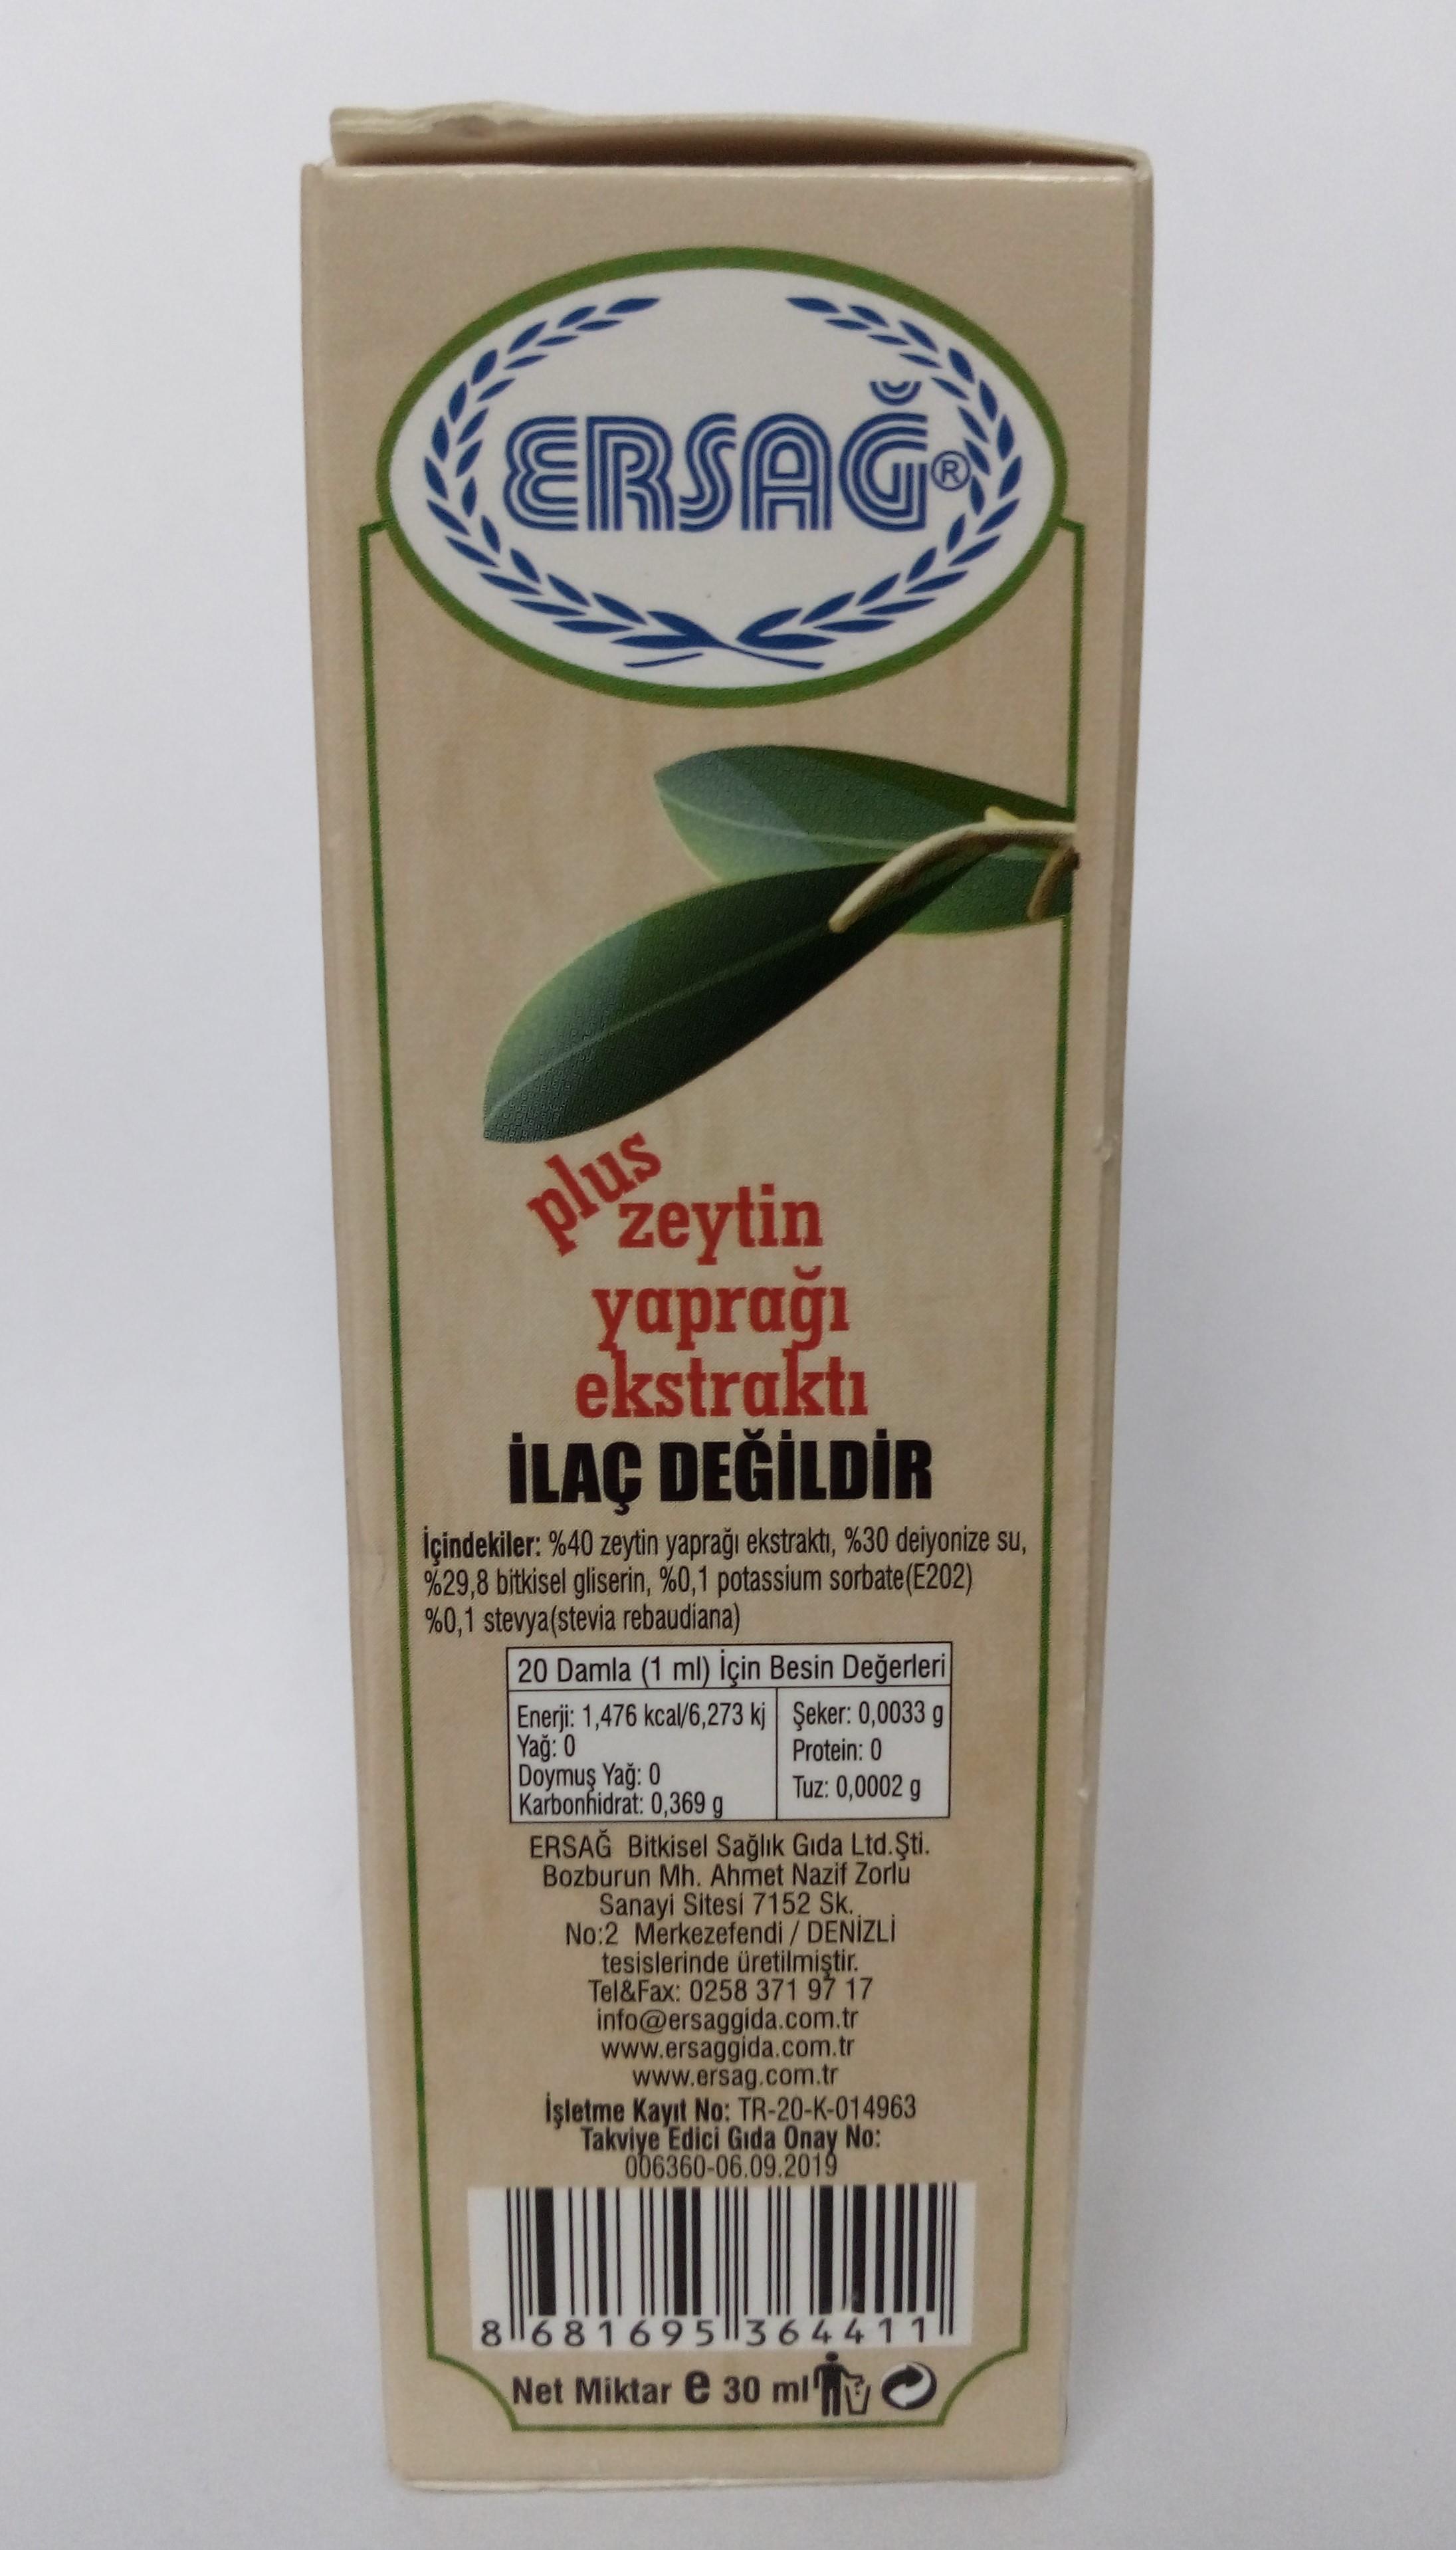 ERSAĞ®
plus
zeytin
yaprağı
ekstraktı
İLAÇ DEĞİLDİR
İçindekiler: %40 zeytin yaprağı ekstraktı, %30 deiyonize su,
%29,8 bitkisel gliserin, %0,1 potassium sorbate(E202)
%0,1 stevya(stevia rebaudiana)
20 Damla (1 ml) İçin Besin Değerleri
Enerji: 1,476 kcal/6,273 kj
Yağ: 0
Doymuş Yağ: 0
Karbonhidrat: 0,369 g
Şeker: 0,0033 g
Protein: 0
Tuz: 0,0002 g
ERSAĞ Bitkisel Sağlık Gıda Ltd.Şti.
Bozburun Mh. Ahmet Nazif Zorlu
Sanayi Sitesi 7152 Sk.
No:2 Merkezefendi / DENİZLİ
tesislerinde üretilmiştir.
Tel&Fax: 0258 371 97 17
info@ersaggida.com.tr
www.ersaggida.com.tr
www.ersag.com.tr
İşletme Kayıt No: TR-20-K-014963
Takviye Edici Gıda Onay No:
006360-06.09.2019
8 681695 364411
Net Miktar e 30 ml